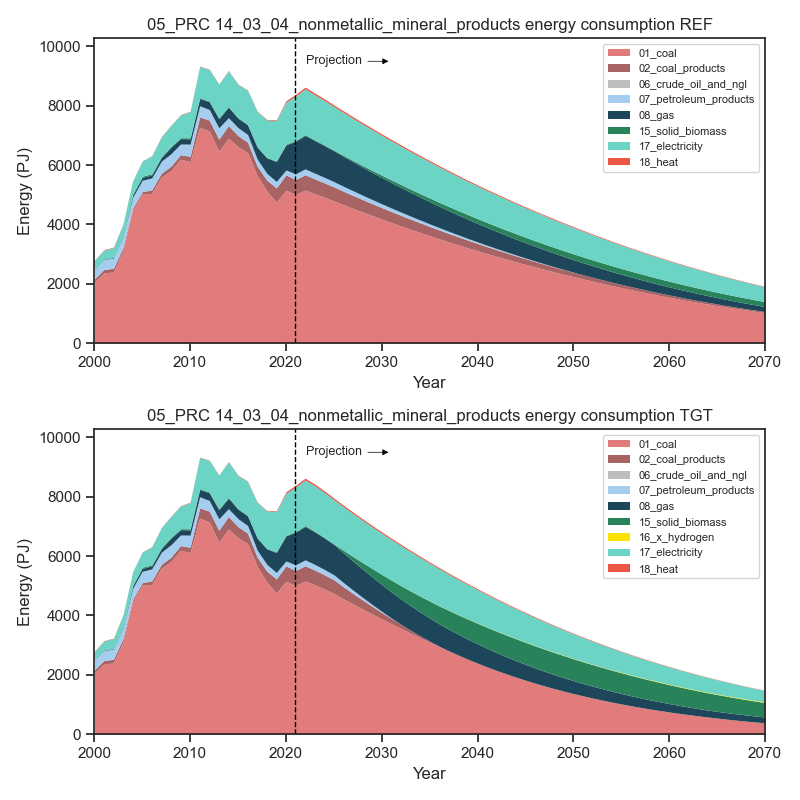 05_PRC 14_03_04_nonmetallic_mineral_products energy consumption REF
Energy (PJ)
10000
8000
6000
4000
2000
0
Projection
01_coal
02_coal_products
06_crude_oil_and_ngl
07_petroleum_products
08_gas
15_solid_biomass
17_electricity
18_heat
2000 2010 2020 2030 2040 2050 2060 2070
Year
05_PRC 14_03_04_nonmetallic_mineral_products energy consumption TGT
Energy (PJ)
10000
8000
6000
4000
2000
0
Projection
01_coal
02_coal_products
06_crude_oil_and_ngl
07_petroleum_products
08_gas
15_solid_biomass
16_x_hydrogen
17_electricity
18_heat
2000 2010 2020 2030 2040 2050 2060 2070
Year